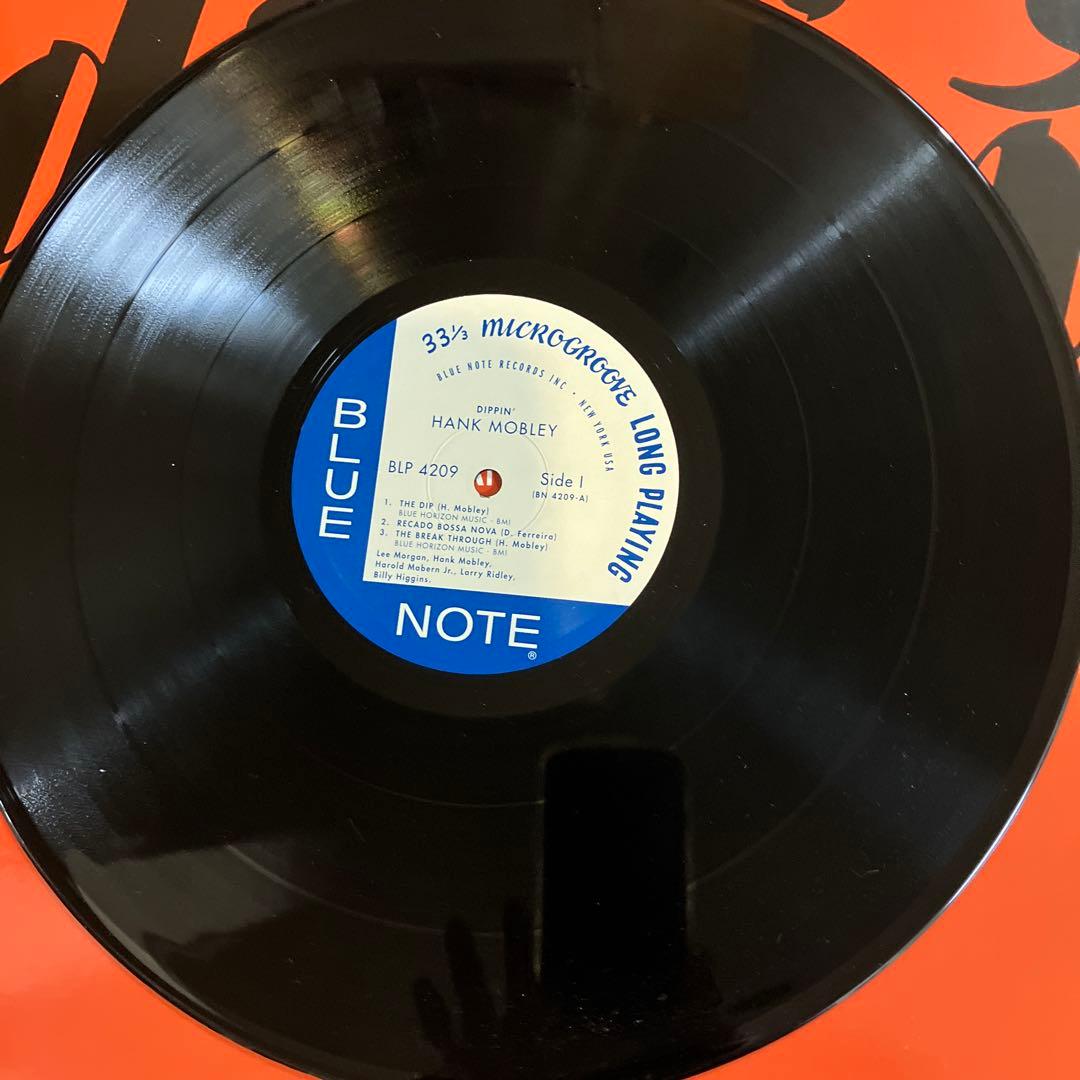 33⅓ MICROGROOVE LONG PLAYING
BLUE NOTE RECORDS INC · NEW YORK USA
DIPPIN'
HANK MOBLEY
BLP 4209
Side 1
(BN 4209-A)
1. THE DIP (H. Mobley)
BLUE HORIZON MUSIC - BMI
2. RECADO BOSSA NOVA (D. Ferreira)
3. THE BREAK THROUGH (H. Mobley)
BLUE HORIZON MUSIC - BMI
Lee Morgan, Hank Mobley,
Harold Mabern Jr., Larry Ridley,
Billy Higgins.
BLUE
NOTE
®